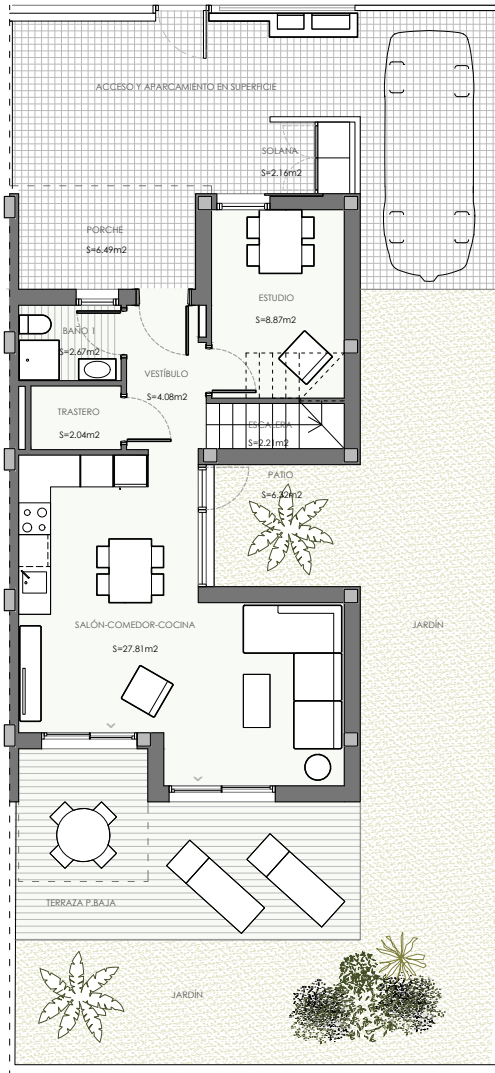 ACCESO Y APARCAMIENTO EN SUPERFICIE
SOLANA
S=2.16m2
PORCHE
S=6.49m2
ESTUDIO
S=8.87m2
BAÑO 1
S=2.67m2
VESTÍBULO
S=4.08m2
TRASTERO
S=2.04m2
ESCALERA
S=2.21m2
PATIO
S=6.32m2
SALÓN-COMEDOR-COCINA
S=27.81m2
JARDÍN
TERRAZA P.BAJA
JARDÍN